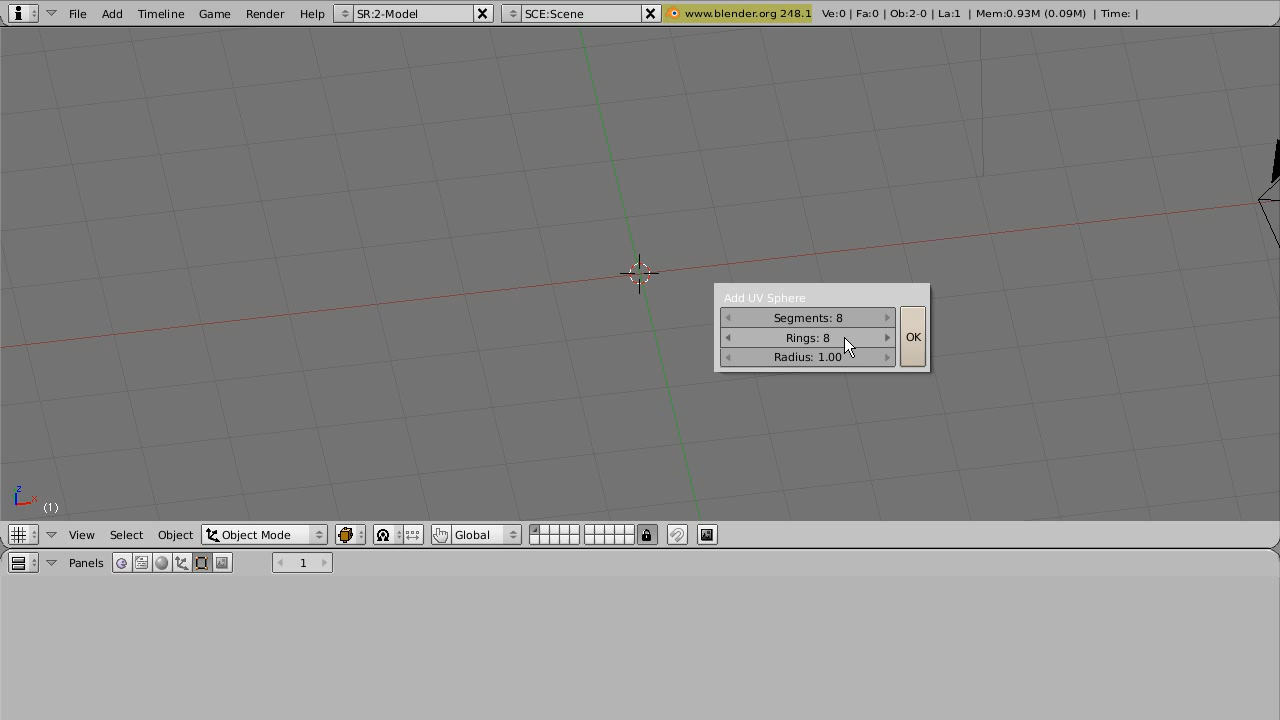 File Add Timeline Game Render Help SR:2-Model SCE:Scene www.blender.org 248.1 Ve:0 | Fa:0 | Ob:2-0 | La:1 | Mem:0.93M (0.09M) | Time: |
Add UV Sphere
Segments: 8
Rings: 8
OK
Radius: 1.00
z
x
(1)
View Select Object Object Mode Global
Panels 1